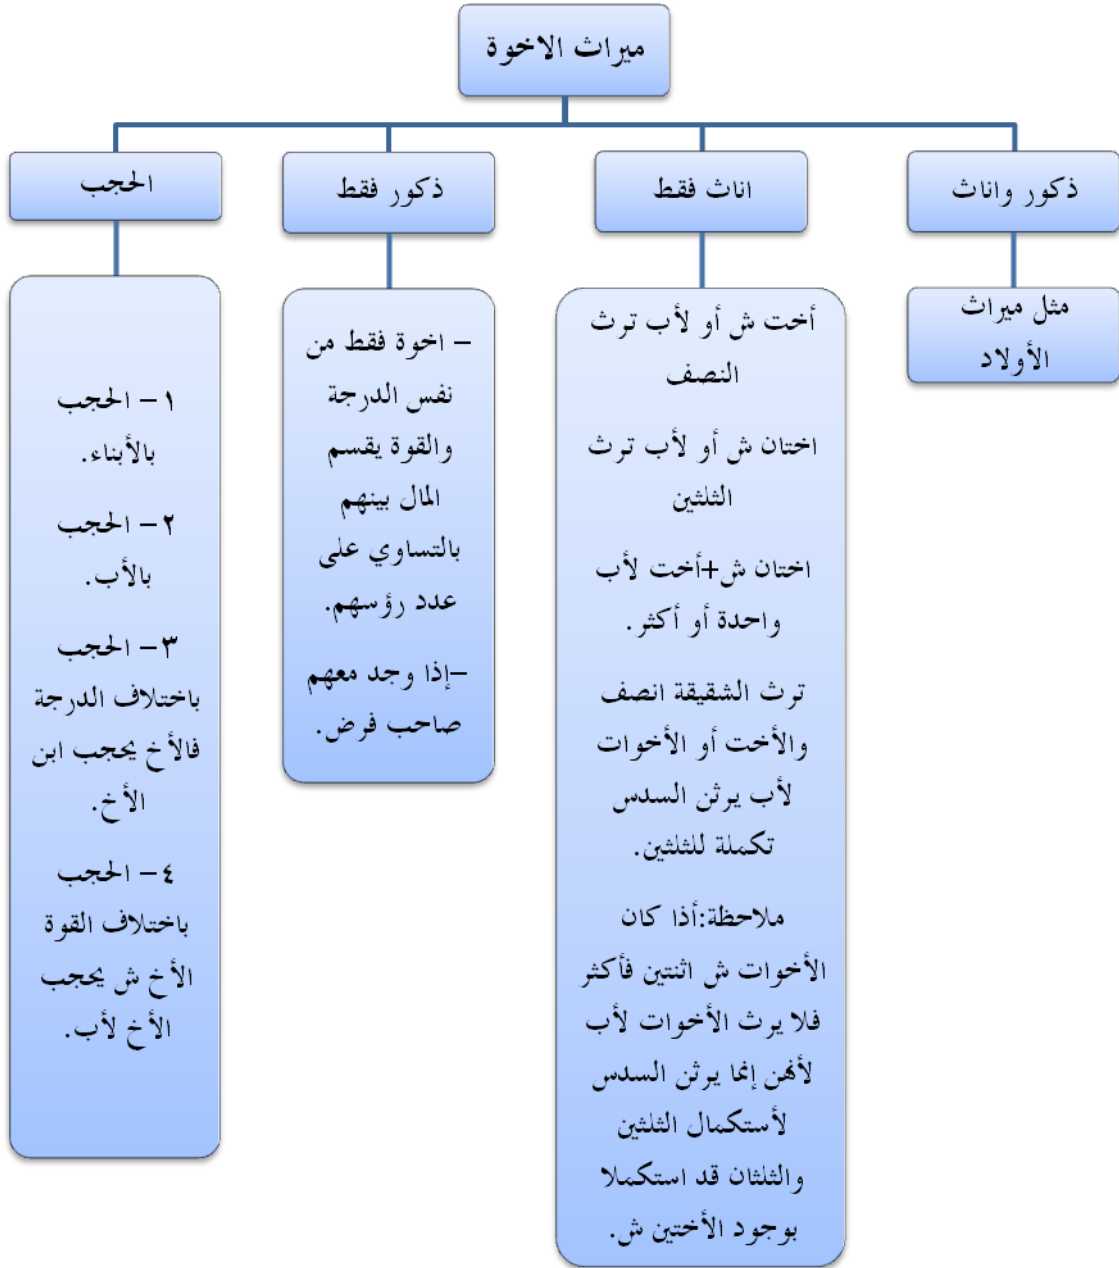 ميراث الاخوة
ذكور واناث
مثل ميراث
الأولاد
اناث فقط
أخت ش أو لأب ترث
النصف
اختان ش أو لأب ترث
الثلثين
اختان ش+أخت لأب
واحدة أو أكثر.
ترث الشقيقة انصف
والأخت أو الأخوات
لأب يرثن السدس
تكملة للثلثين.
ملاحظة:أذا كان
الأخوات ش اثنتين فأكثر
فلا يرث الأخوات لأب
لأنهن إنما يرثن السدس
لأستكمال الثلثين
والثلثان قد استكملا
بوجود الأختين ش.
ذكور فقط
– اخوة فقط من
نفس الدرجة
والقوة يقسم
المال بينهم
بالتساوي على
عدد رؤسهم.
–إذا وجد معهم
صاحب فرض.
الحجب
١– الحجب
بالأبناء.
٢– الحجب
بالأب.
٣– الحجب
باختلاف الدرجة
فالأخ يحجب ابن
الأخ.
٤– الحجب
باختلاف القوة
الأخ ش يحجب
الأخ لأب.